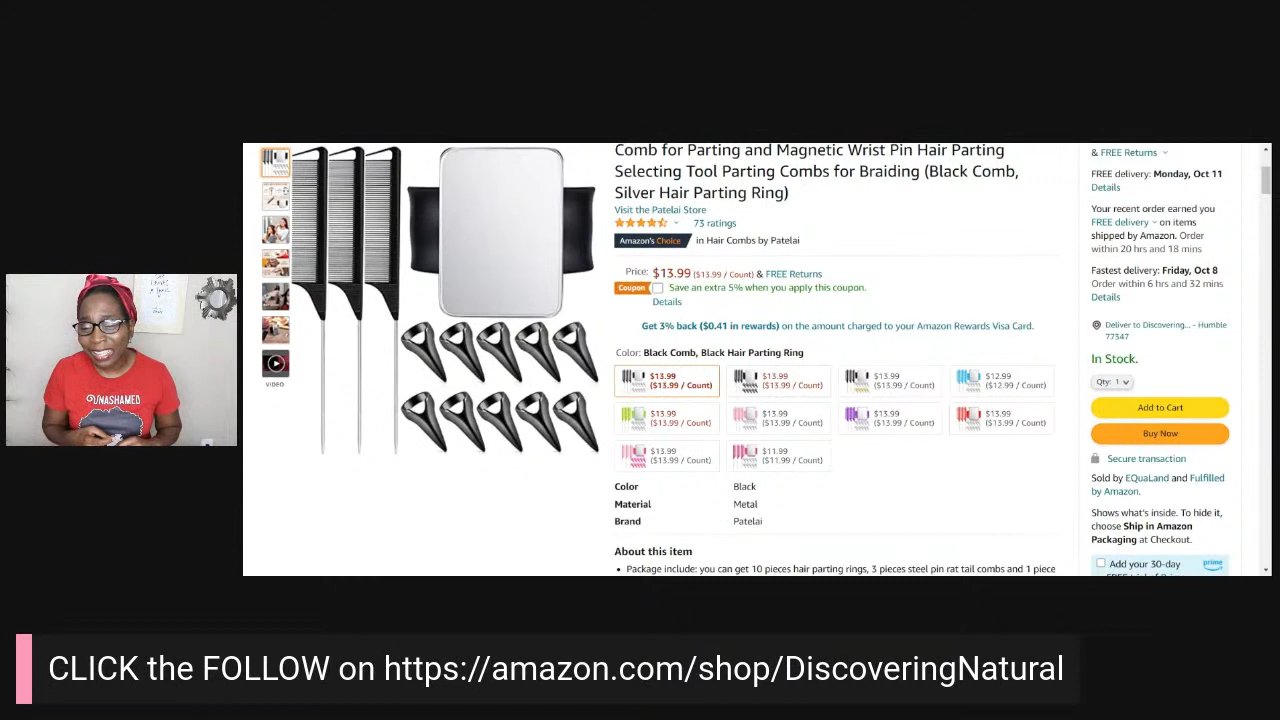 UNASHAMED
VIDEO
Comb for Parting and Magnetic Wrist Pin Hair Parting
Selecting Tool Parting Combs for Braiding (Black Comb,
Silver Hair Parting Ring)
Visit the Patelai Store
73 ratings
Amazon's Choice in Hair Combs by Patelai
Price: $13.99 ($13.99 / Count) & FREE Returns
Coupon Save an extra 5% when you apply this coupon.
Details
Get 3% back ($0.41 in rewards) on the amount charged to your Amazon Rewards Visa Card.
Color: Black Comb, Black Hair Parting Ring
$13.99 $13.99 $13.99 $12.99
($13.99 / Count) ($13.99 / Count) ($13.99 / Count) ($12.99 / Count)
$13.99 $13.99 $13.99 $13.99
($13.99 / Count) ($13.99 / Count) ($13.99 / Count) ($13.99 / Count)
$13.99 $11.99
($13.99 / Count) ($11.99 / Count)
Color Black
Material Metal
Brand Patelai
About this item
• Package include: you can get 10 pieces hair parting rings, 3 pieces steel pin rat tail combs and 1 piece
& FREE Returns
FREE delivery: Monday, Oct 11
Details
Your recent order earned you
FREE delivery on items
shipped by Amazon. Order
within 20 hrs and 18 mins
Fastest delivery: Friday, Oct 8
Order within 6 hrs and 32 mins
Details
Deliver to Discovering... - Humble
77347
In Stock.
Qty: 1
Add to Cart
Buy Now
Secure transaction
Sold by EQuaLand and Fulfilled
by Amazon.
Shows what's inside. To hide it,
choose Ship in Amazon
Packaging at Checkout.
Add your 30-day
prime
CLICK the FOLLOW on https://amazon.com/shop/DiscoveringNatural